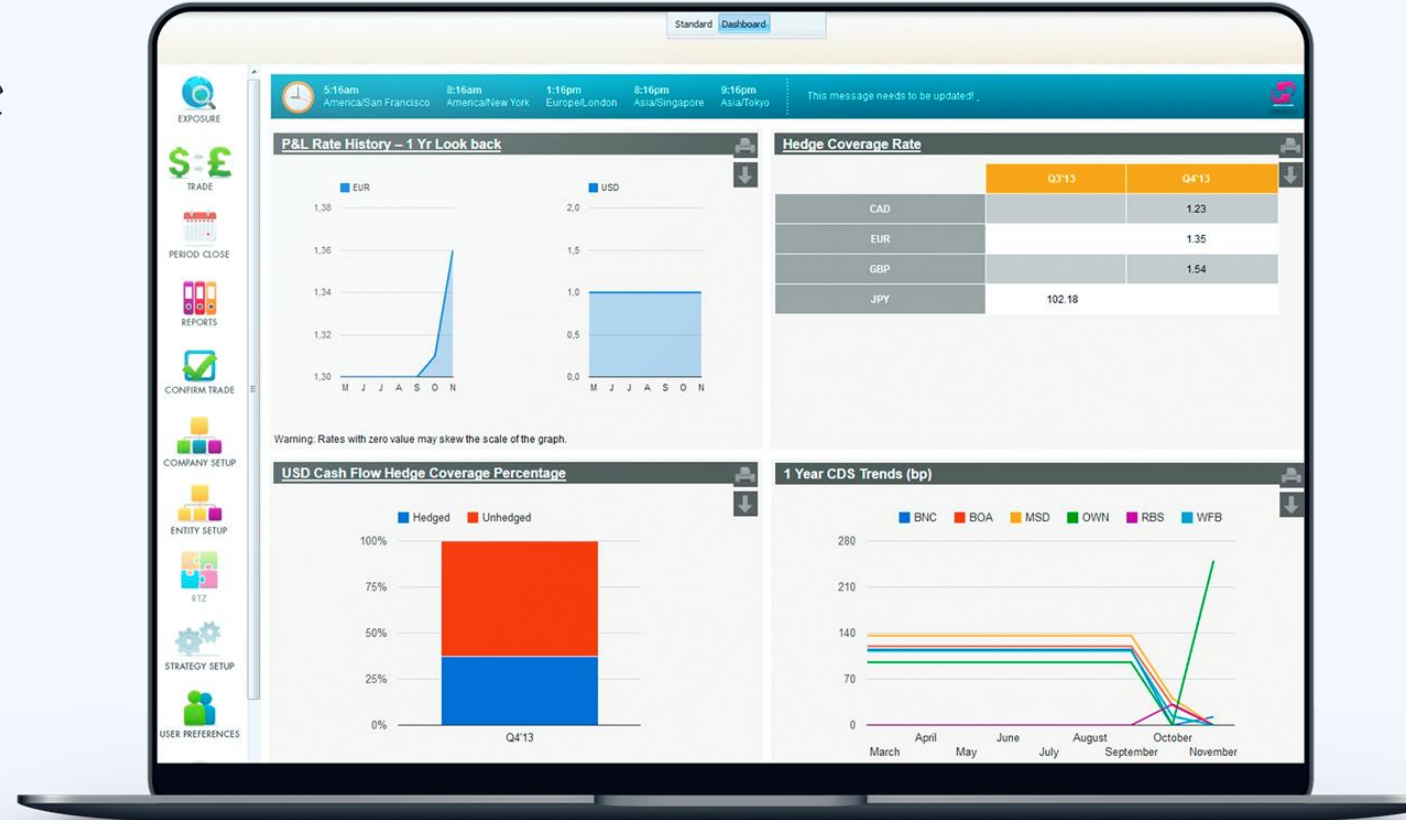 Standard Dashboard
EXPOSURE
TRADE
PERIOD CLOSE
REPORTS
CONFIRM TRADE
COMPANY SETUP
ENTITY SETUP
RTZ
STRATEGY SETUP
USER PREFERENCES
5:16am 8:16am 1:16pm 8:16pm 9:16pm
America/San Francisco America/New York Europe/London Asia/Singapore Asia/Tokyo
This message needs to be updated! .
P&L Rate History – 1 Yr Look back
EUR
1,38
1,36
1,34
1,32
1,30
M J J A S O N
USD
2,0
1,5
1,0
0,5
0,0
M J J A S O N
Warning: Rates with zero value may skew the scale of the graph.
Hedge Coverage Rate
Q3'13 Q4'13
CAD 1.23
EUR 1.35
GBP 1.54
JPY 102.18
USD Cash Flow Hedge Coverage Percentage
Hedged Unhedged
100%
75%
50%
25%
0%
Q4'13
1 Year CDS Trends (bp)
BNC BOA MSD OWN RBS WFB
280
210
140
70
0
April June August October
March May July September November